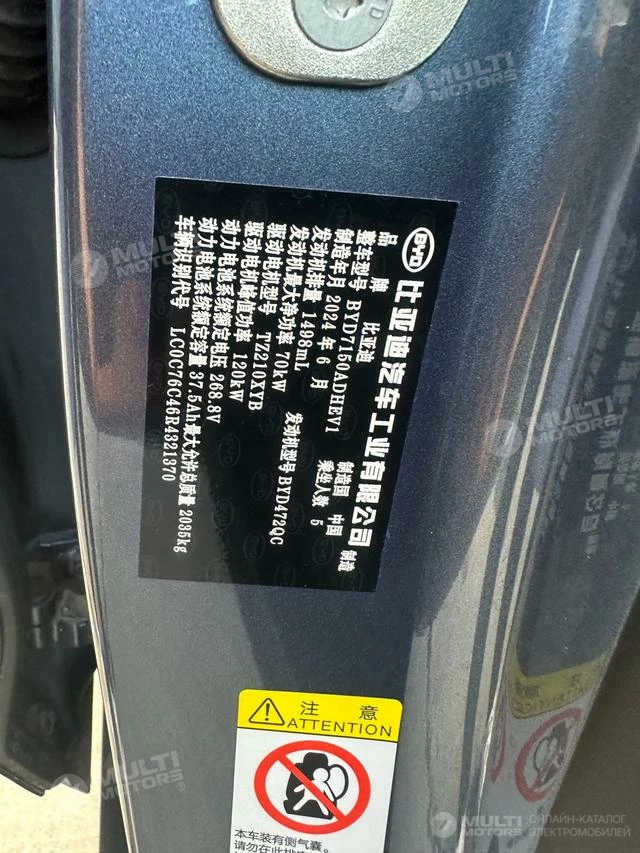 BYD 比亚迪汽车工业有限公司 制造
品 牌 比亚迪 制造国 中国
整车型号 BYD7150ADHEV1 乘坐人数 5
制造年月 2024 年 6 月
发动机排量 1498mL 发动机型号 BYD472QC
发动机最大净功率 70kW
驱动电机型号 TZ210XYB
驱动电机峰值功率 120kW
动力电池系统额定电压 268.8V
动力电池系统额定容量 37.5Ah 最大允许总质量 2035kg
车辆识别代号 LC0C76C46R4321370
注 意
ATTENTION
本车装有侧气囊。
MULTI MOTORS
MULTI MOTORS
MULTI MOTORS
MULTI MOTORS
MULTI MOTORS
MULTI MOTORS ОНЛАЙН-КАТАЛОГ
ЭЛЕКТРОМОБИЛЕЙ